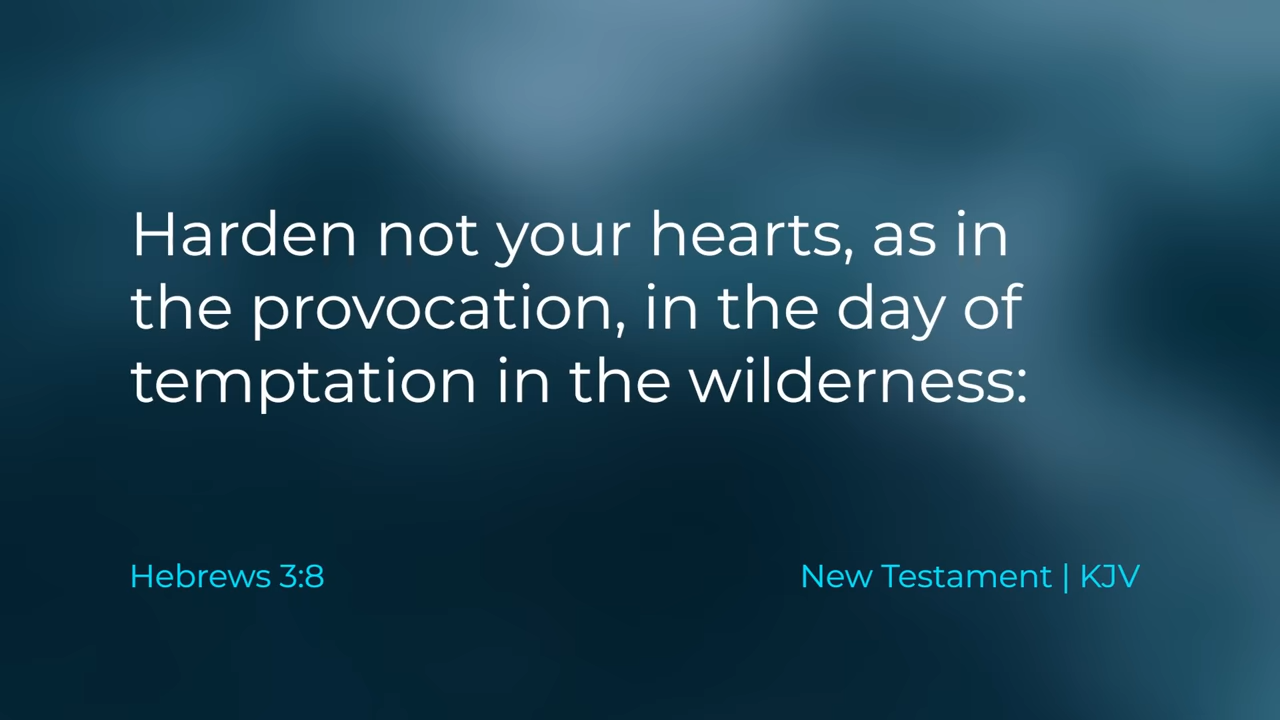 Harden not your hearts, as in
the provocation, in the day of
temptation in the wilderness:
Hebrews 3:8
New Testament | KJV